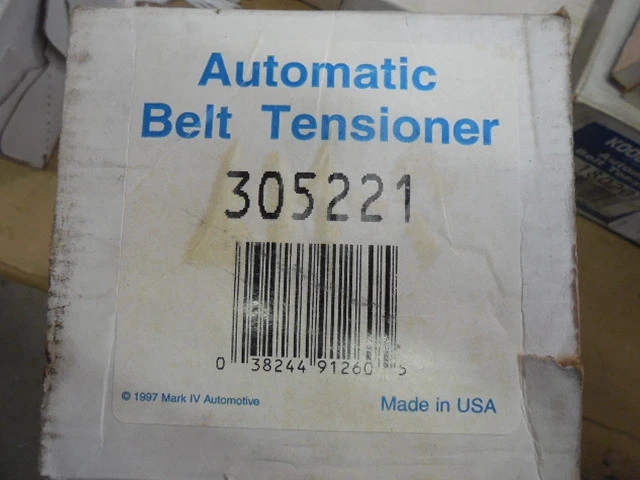 Automatic
Belt Tensioner
305221
0 38244 91260 5
© 1997 Mark IV Automotive
Made in USA